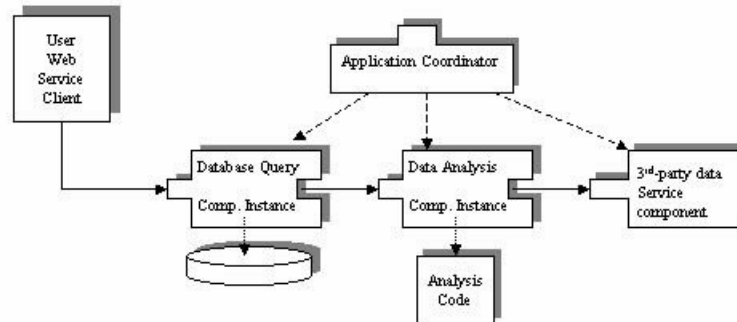 User
Web
Service
Client
Application Coordinator
Database Query
Comp. Instance
Data Analysis
Comp. Instance
3rd-party data
Service
component
Analysis
Code